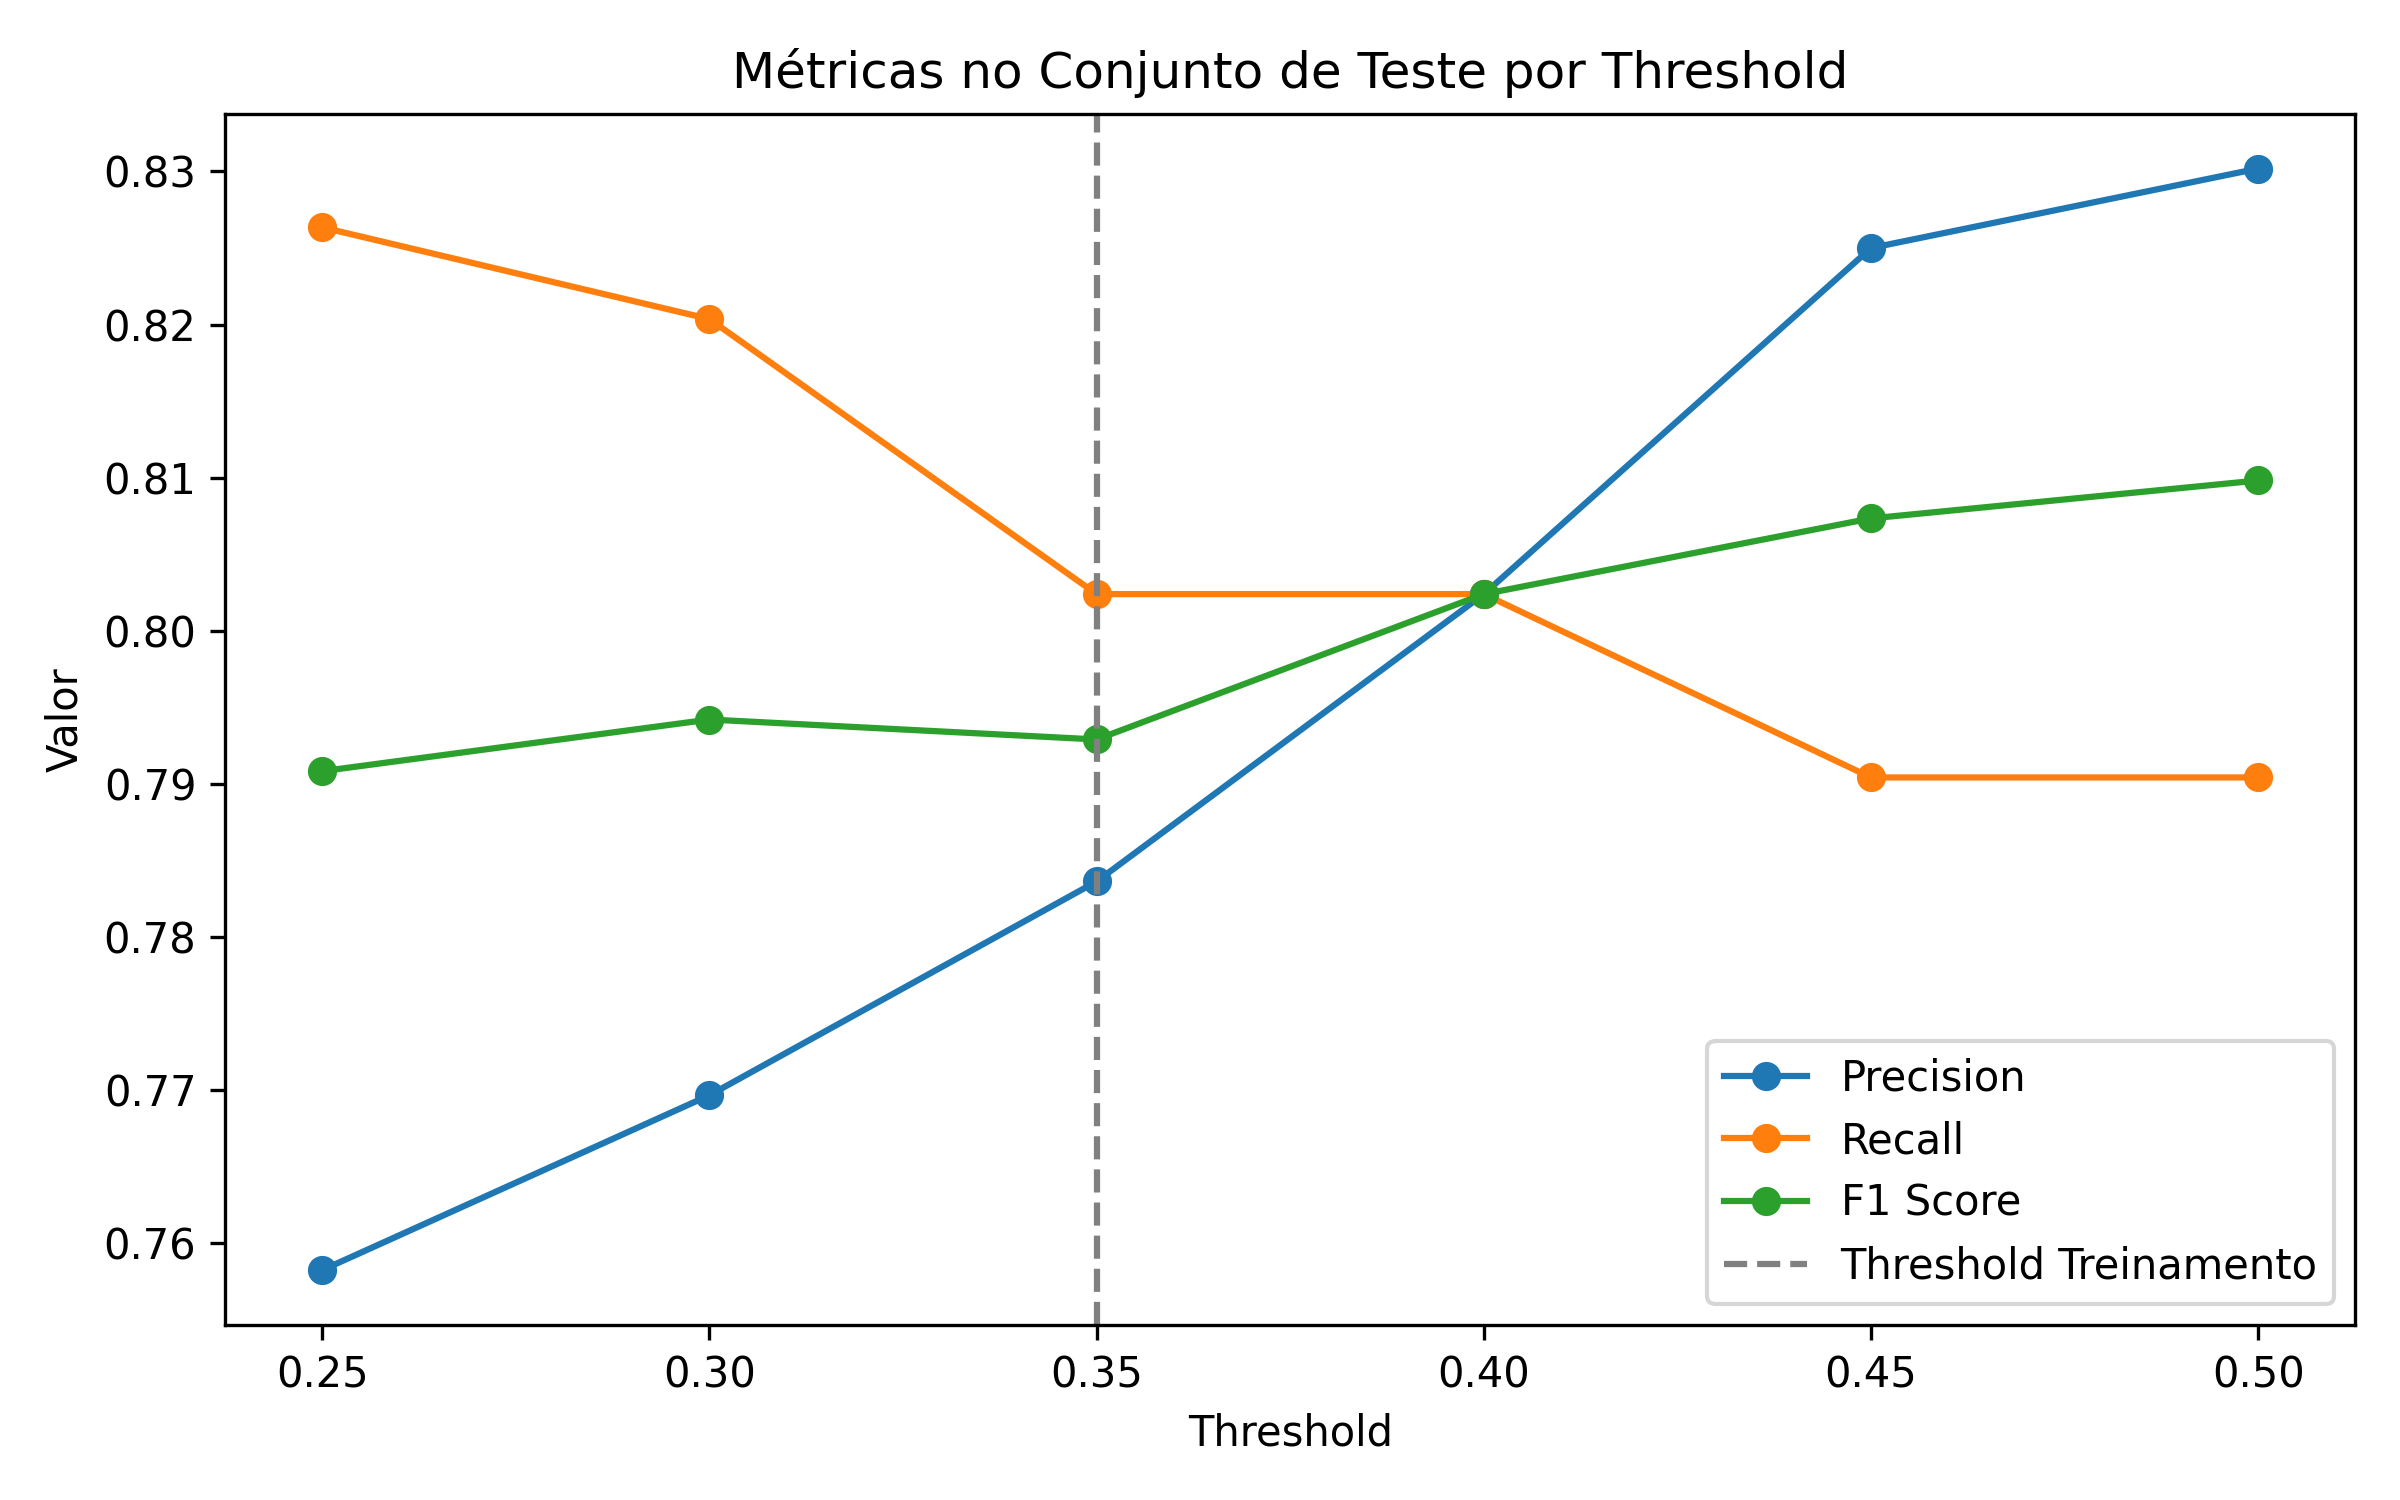 Métricas no Conjunto de Teste por Threshold
0.83
0.82
0.81
0.80
0.79
0.78
0.77
0.76
Valor
0.25 0.30 0.35 0.40 0.45 0.50
Threshold
Precision
Recall
F1 Score
Threshold Treinamento